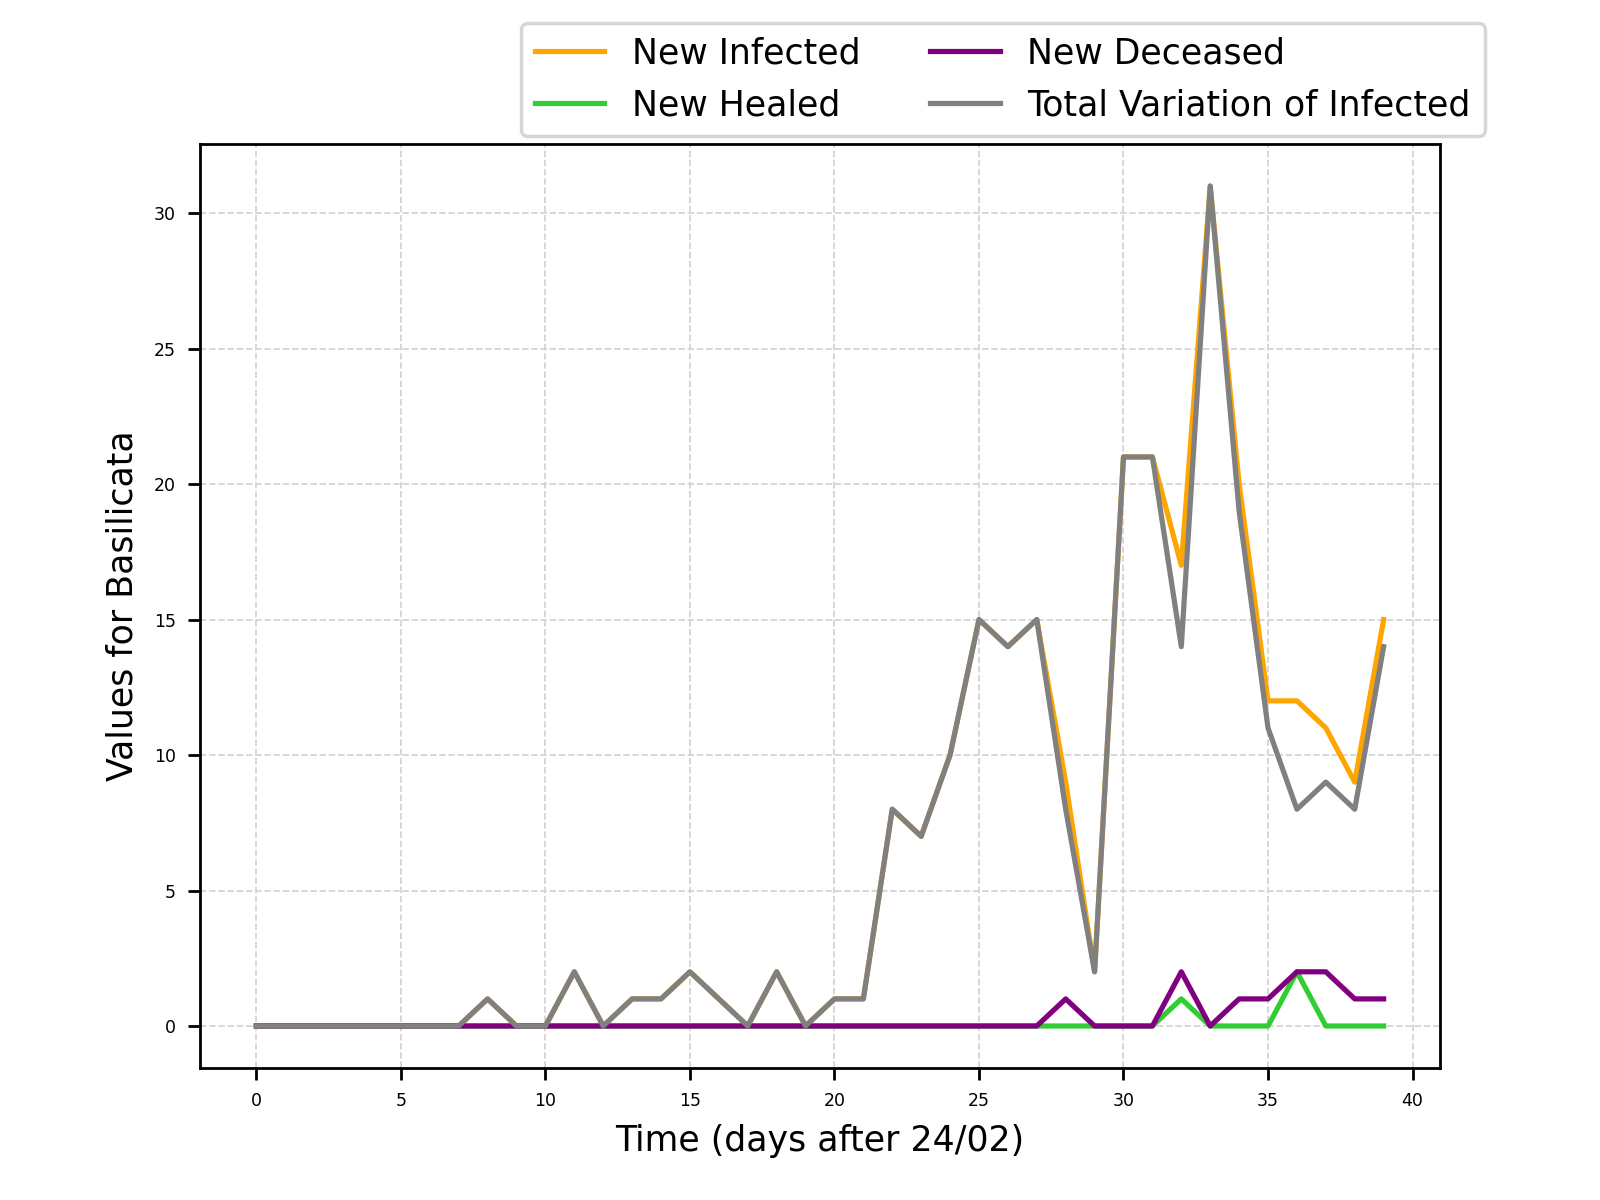 New Infected
New Healed
New Deceased
Total Variation of Infected
Values for Basilicata
30
25
20
15
10
5
0
0 5 10 15 20 25 30 35 40
Time (days after 24/02)